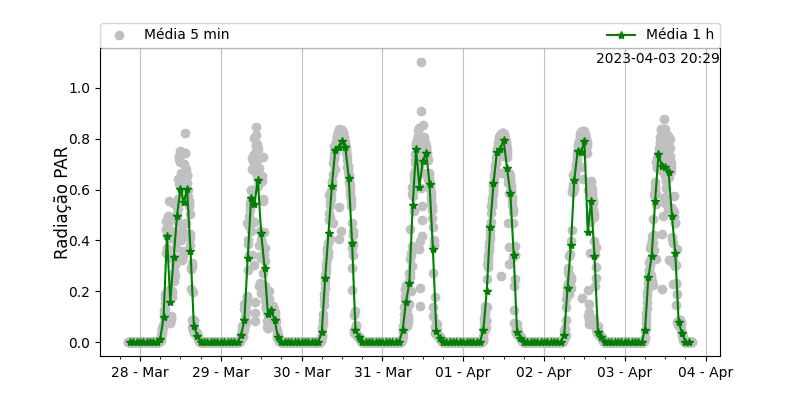 Média 5 min
Média 1 h
2023-04-03 20:29
Radiação PAR
1.0
0.8
0.6
0.4
0.2
0.0
28 - Mar
29 - Mar
30 - Mar
31 - Mar
01 - Apr
02 - Apr
03 - Apr
04 - Apr